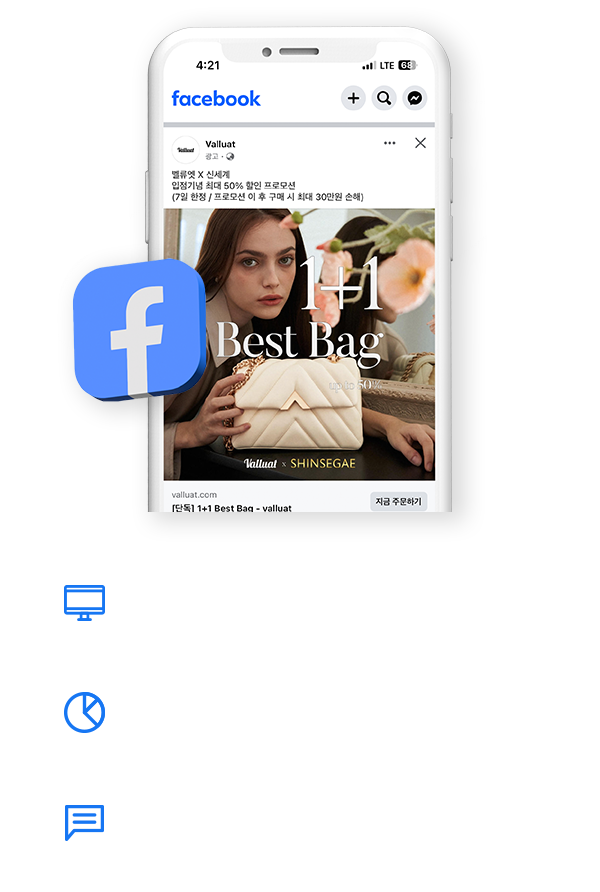 4:21
LTE
68
facebook
Valluat
Valluat
광고
벨류엣 X 신세계
입점기념 최대 50% 할인 프로모션
(7일 한정 / 프로모션 이 후 구매 시 최대 30만원 손해)
1+1
Best Bag
up to 50%
Valluat x SHINSEGAE
valluat.com
[단독] 1+1 Best Bag - valluat
지금 주문하기
f